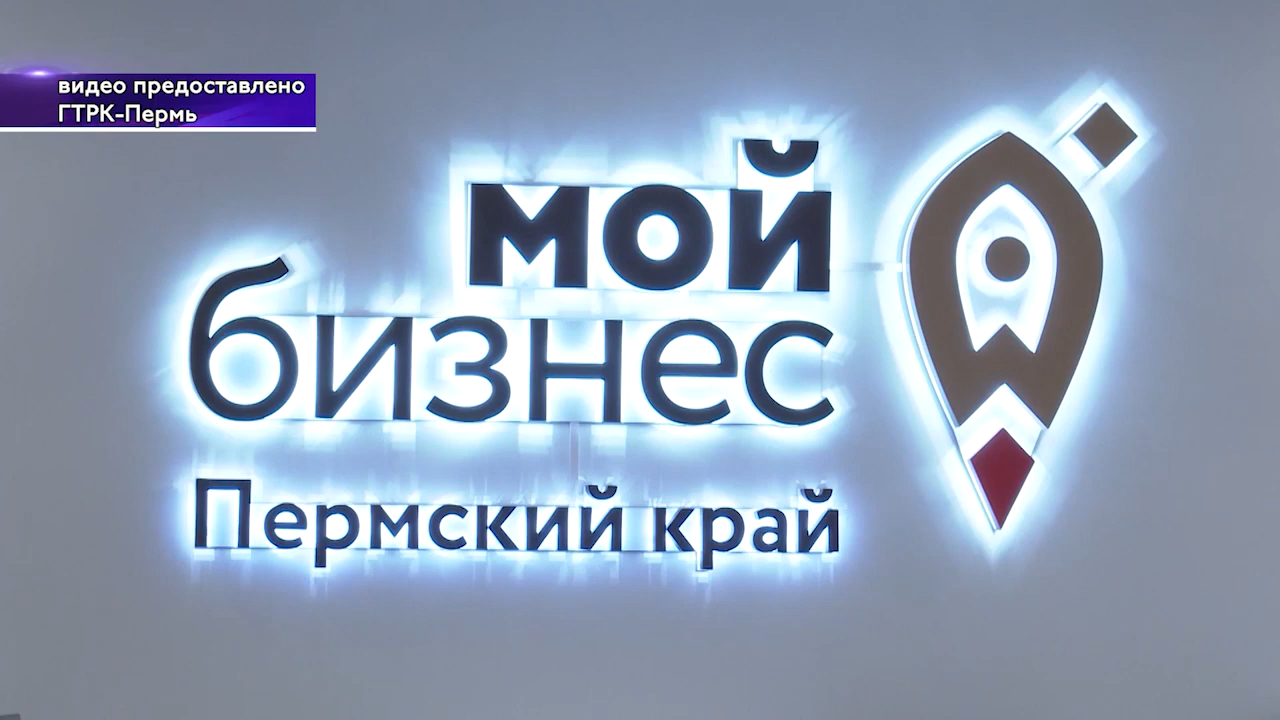 видео предоставлено
ГТРК-Пермь
мой
бизнес
Пермский край